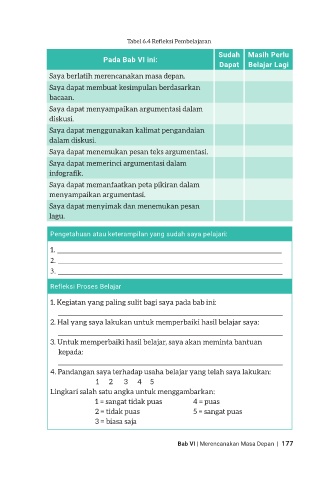 Tabel 6.4 Refleksi Pembelajaran
Pada Bab VI ini: Sudah Dapat Masih Perlu Belajar Lagi
Saya berlatih merencanakan masa depan.
Saya dapat membuat kesimpulan berdasarkan
bacaan.
Saya dapat menyampaikan argumentasi dalam
diskusi.
Saya dapat menggunakan kalimat pengandaian
dalam diskusi.
Saya dapat menemukan pesan teks argumentasi.
Saya dapat memerinci argumentasi dalam
infografik.
Saya dapat memanfaatkan peta pikiran dalam
menyampaikan argumentasi.
Saya dapat menyimak dan menemukan pesan
lagu.
Pengetahuan atau keterampilan yang sudah saya pelajari:
1.
2.
3.
Refleksi Proses Belajar
1. Kegiatan yang paling sulit bagi saya pada bab ini:
2. Hal yang saya lakukan untuk memperbaiki hasil belajar saya:
3. Untuk memperbaiki hasil belajar, saya akan meminta bantuan
kepada:
4. Pandangan saya terhadap usaha belajar yang telah saya lakukan:
1 2 3 4 5
Lingkari salah satu angka untuk menggambarkan:
1 = sangat tidak puas 4 = puas
2 = tidak puas 5 = sangat puas
3 = biasa saja
Bab VI | Merencanakan Masa Depan | 177